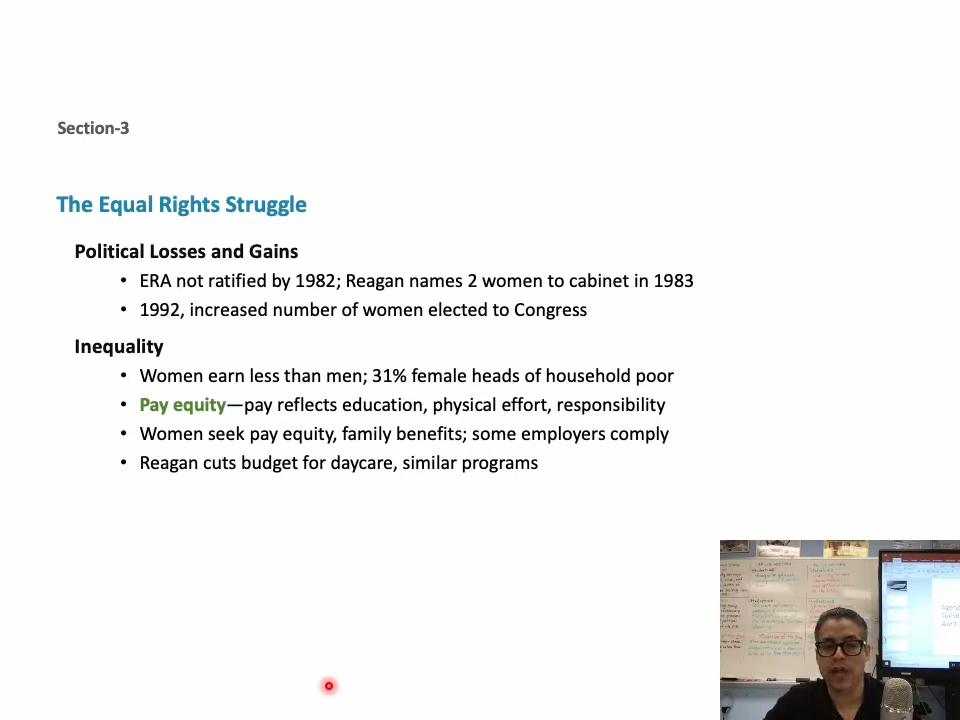 Section-3
The Equal Rights Struggle
Political Losses and Gains
• ERA not ratified by 1982; Reagan names 2 women to cabinet in 1983
• 1992, increased number of women elected to Congress
Inequality
• Women earn less than men; 31% female heads of household poor
• Pay equity—pay reflects education, physical effort, responsibility
• Women seek pay equity, family benefits; some employers comply
• Reagan cuts budget for daycare, similar programs